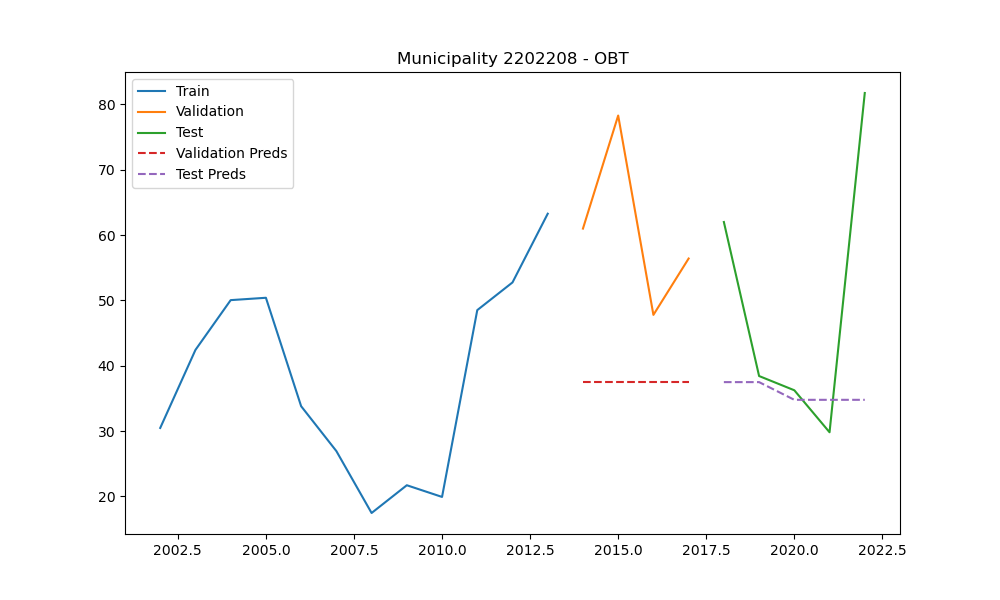 Municipality 2202208 - OBT
Train
Validation
Test
Validation Preds
Test Preds
80
70
60
50
40
30
20
2002.5 2005.0 2007.5 2010.0 2012.5 2015.0 2017.5 2020.0 2022.5